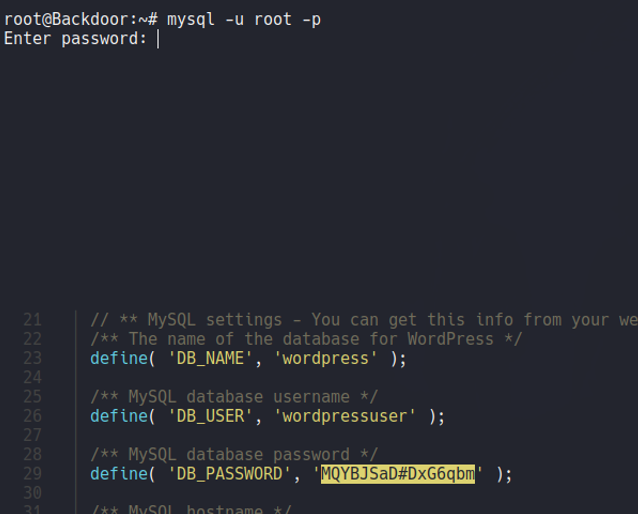 root@Backdoor:~# mysql -u root -p
Enter password:
21 // ** MySQL settings - You can get this info from your we
22 /** The name of the database for WordPress */
23 define( 'DB_NAME', 'wordpress' );
24
25 /** MySQL database username */
26 define( 'DB_USER', 'wordpressuser' );
27
28 /** MySQL database password */
29 define( 'DB_PASSWORD', 'MQYBJSaD#DxG6qbm' );
30
31 /** MySQL hostname */